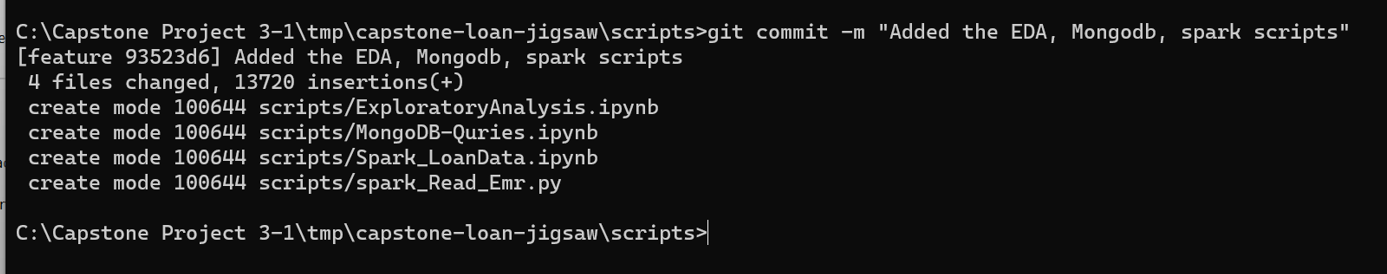 C:\Capstone Project 3-1\tmp\capstone-loan-jigsaw\scripts>git commit -m "Added the EDA, Mongodb, spark scripts"
[feature 93523d6] Added the EDA, Mongodb, spark scripts
 4 files changed, 13720 insertions(+)
 create mode 100644 scripts/ExploratoryAnalysis.ipynb
 create mode 100644 scripts/MongoDB-Quries.ipynb
 create mode 100644 scripts/Spark_LoanData.ipynb
 create mode 100644 scripts/spark_Read_Emr.py
C:\Capstone Project 3-1\tmp\capstone-loan-jigsaw\scripts>